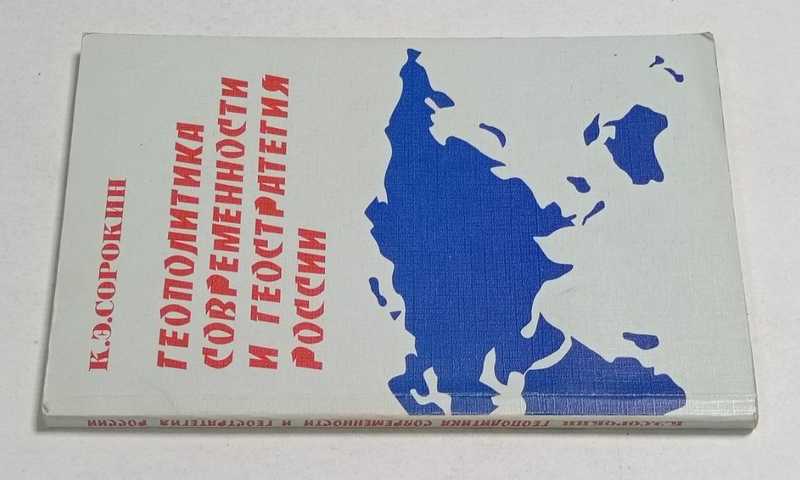 К.Э.СОРОКИН
ГЕОПОЛИТИКА
СОВРЕМЕННОСТИ
И ГЕОСТРАТЕГИЯ
РОССИИ
К.Э.СОРОКИН ГЕОПОЛИТИКА СОВРЕМЕННОСТИ И ГЕОСТРАТЕГИЯ РОССИИ